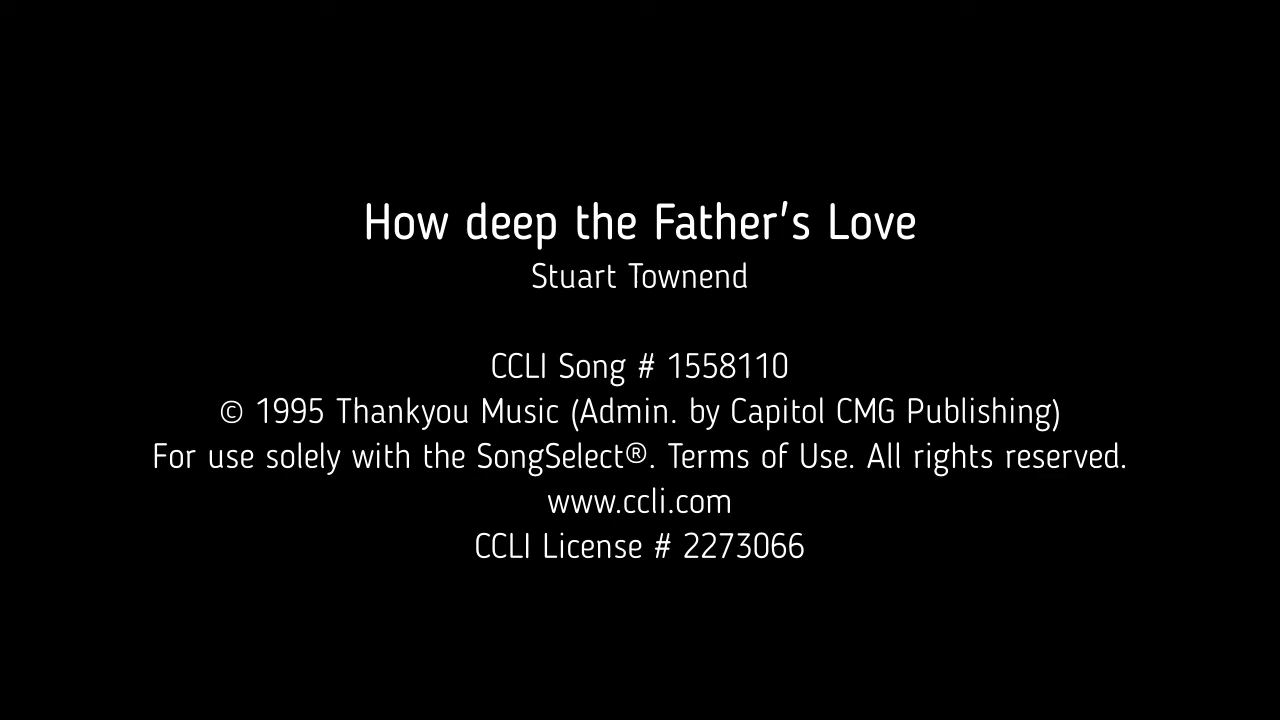 How deep the Father's Love
Stuart Townend
CCLI Song # 1558110
© 1995 Thankyou Music (Admin. by Capitol CMG Publishing)
For use solely with the SongSelect®. Terms of Use. All rights reserved.
www.ccli.com
CCLI License # 2273066